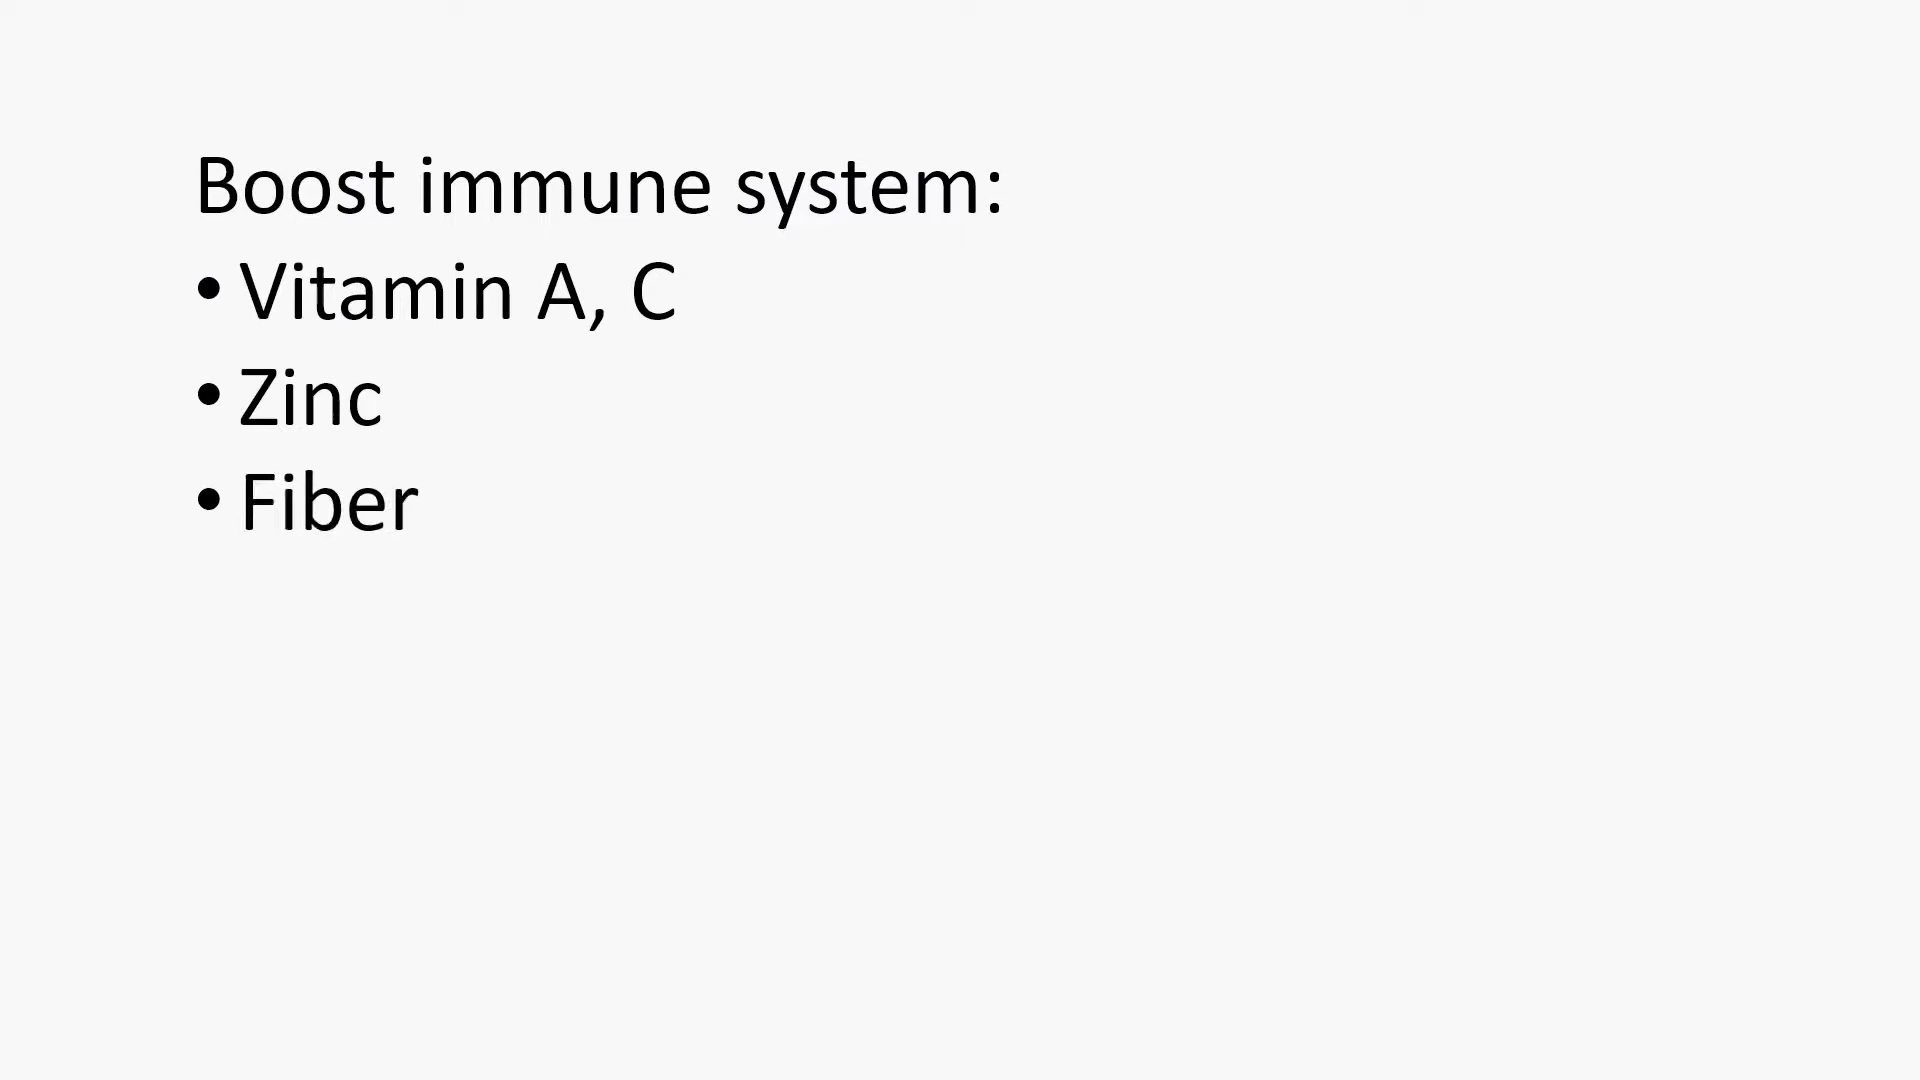 Boost immune system:
• Vitamin A, C
• Zinc
• Fiber